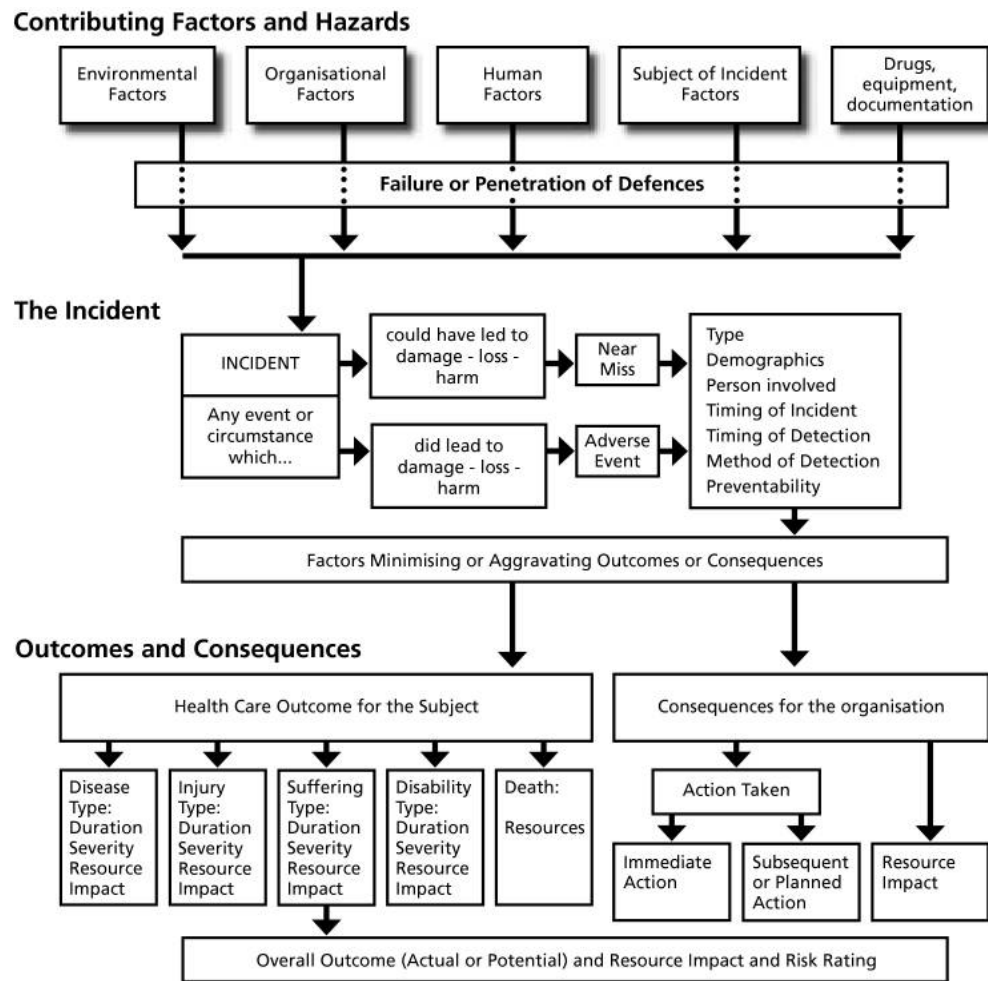 Contributing Factors and Hazards
Environmental
Factors
Organisational
Factors
Human
Factors
Subject of Incident
Factors
Drugs,
equipment,
documentation
Failure or Penetration of Defences
The Incident
INCIDENT
Any event or
circumstance
which...
could have led to
damage - loss -
harm
Near
Miss
did lead to
damage - loss -
harm
Adverse
Event
Type
Demographics
Person involved
Timing of Incident
Timing of Detection
Method of Detection
Preventability
Factors Minimising or Aggravating Outcomes or Consequences
Outcomes and Consequences
Health Care Outcome for the Subject
Consequences for the organisation
Disease
Type:
Duration
Severity
Resource
Impact
Injury
Type:
Duration
Severity
Resource
Impact
Suffering
Type:
Duration
Severity
Resource
Impact
Disability
Type:
Duration
Severity
Resource
Impact
Death:
Resources
Action Taken
Immediate
Action
Subsequent
or Planned
Action
Resource
Impact
Overall Outcome (Actual or Potential) and Resource Impact and Risk Rating